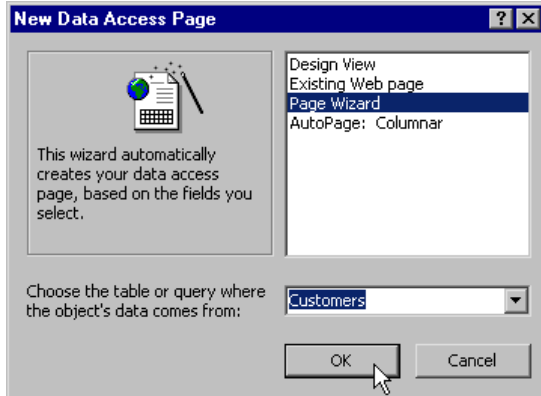 New Data Access Page
Design View
Existing Web page
Page Wizard
AutoPage: Columnar
This wizard automatically
creates your data access
page, based on the fields you
select.
Choose the table or query where
the object's data comes from:
Customers
OK
Cancel